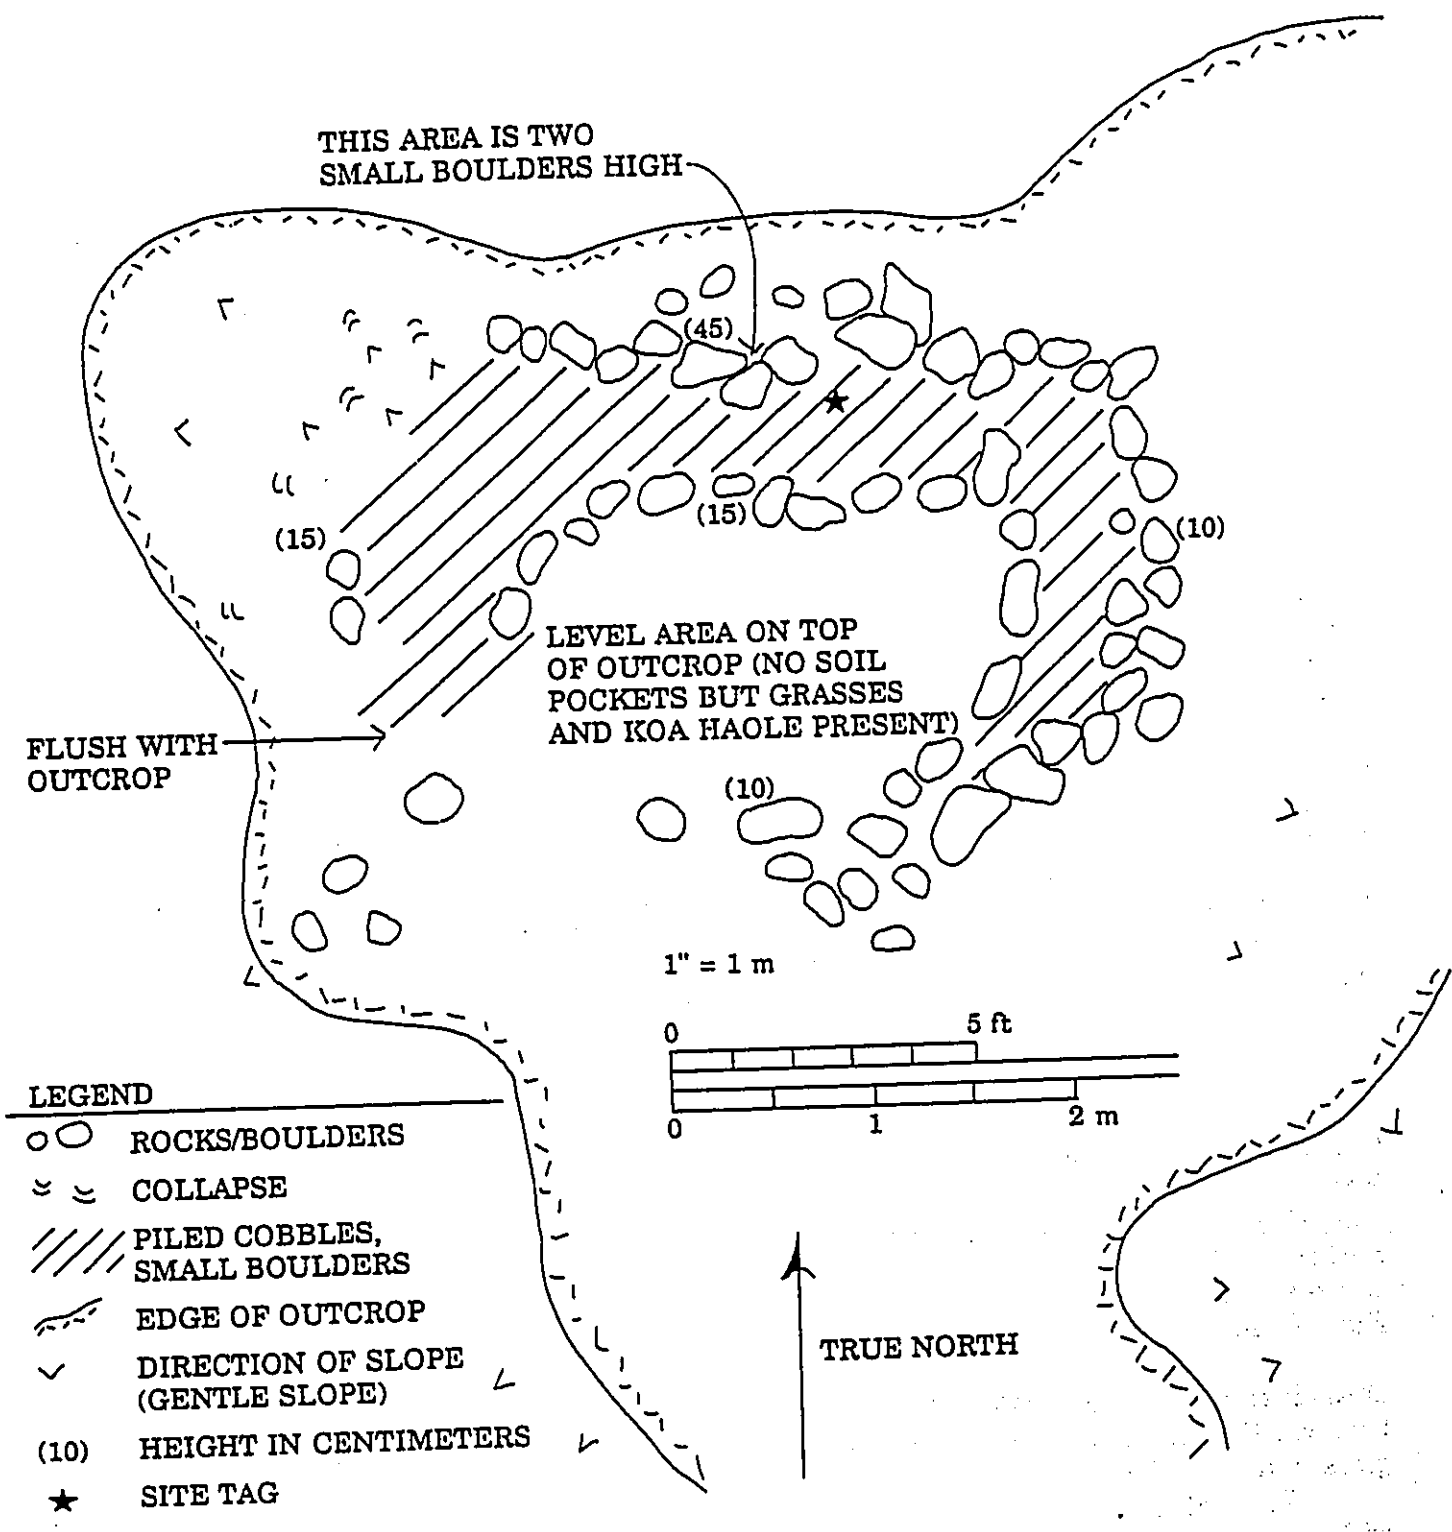 THIS AREA IS TWO
SMALL BOULDERS HIGH
(45)
(15)
(15)
(10)
LEVEL AREA ON TOP
OF OUTCROP (NO SOIL
POCKETS BUT GRASSES
AND KOA HAOLE PRESENT)
FLUSH WITH
OUTCROP
(10)
1" = 1 m
0
5 ft
0
1
2 m
LEGEND
ROCKS/BOULDERS
COLLAPSE
PILED COBBLES,
SMALL BOULDERS
EDGE OF OUTCROP
DIRECTION OF SLOPE
(GENTLE SLOPE)
(10) HEIGHT IN CENTIMETERS
SITE TAG
TRUE NORTH